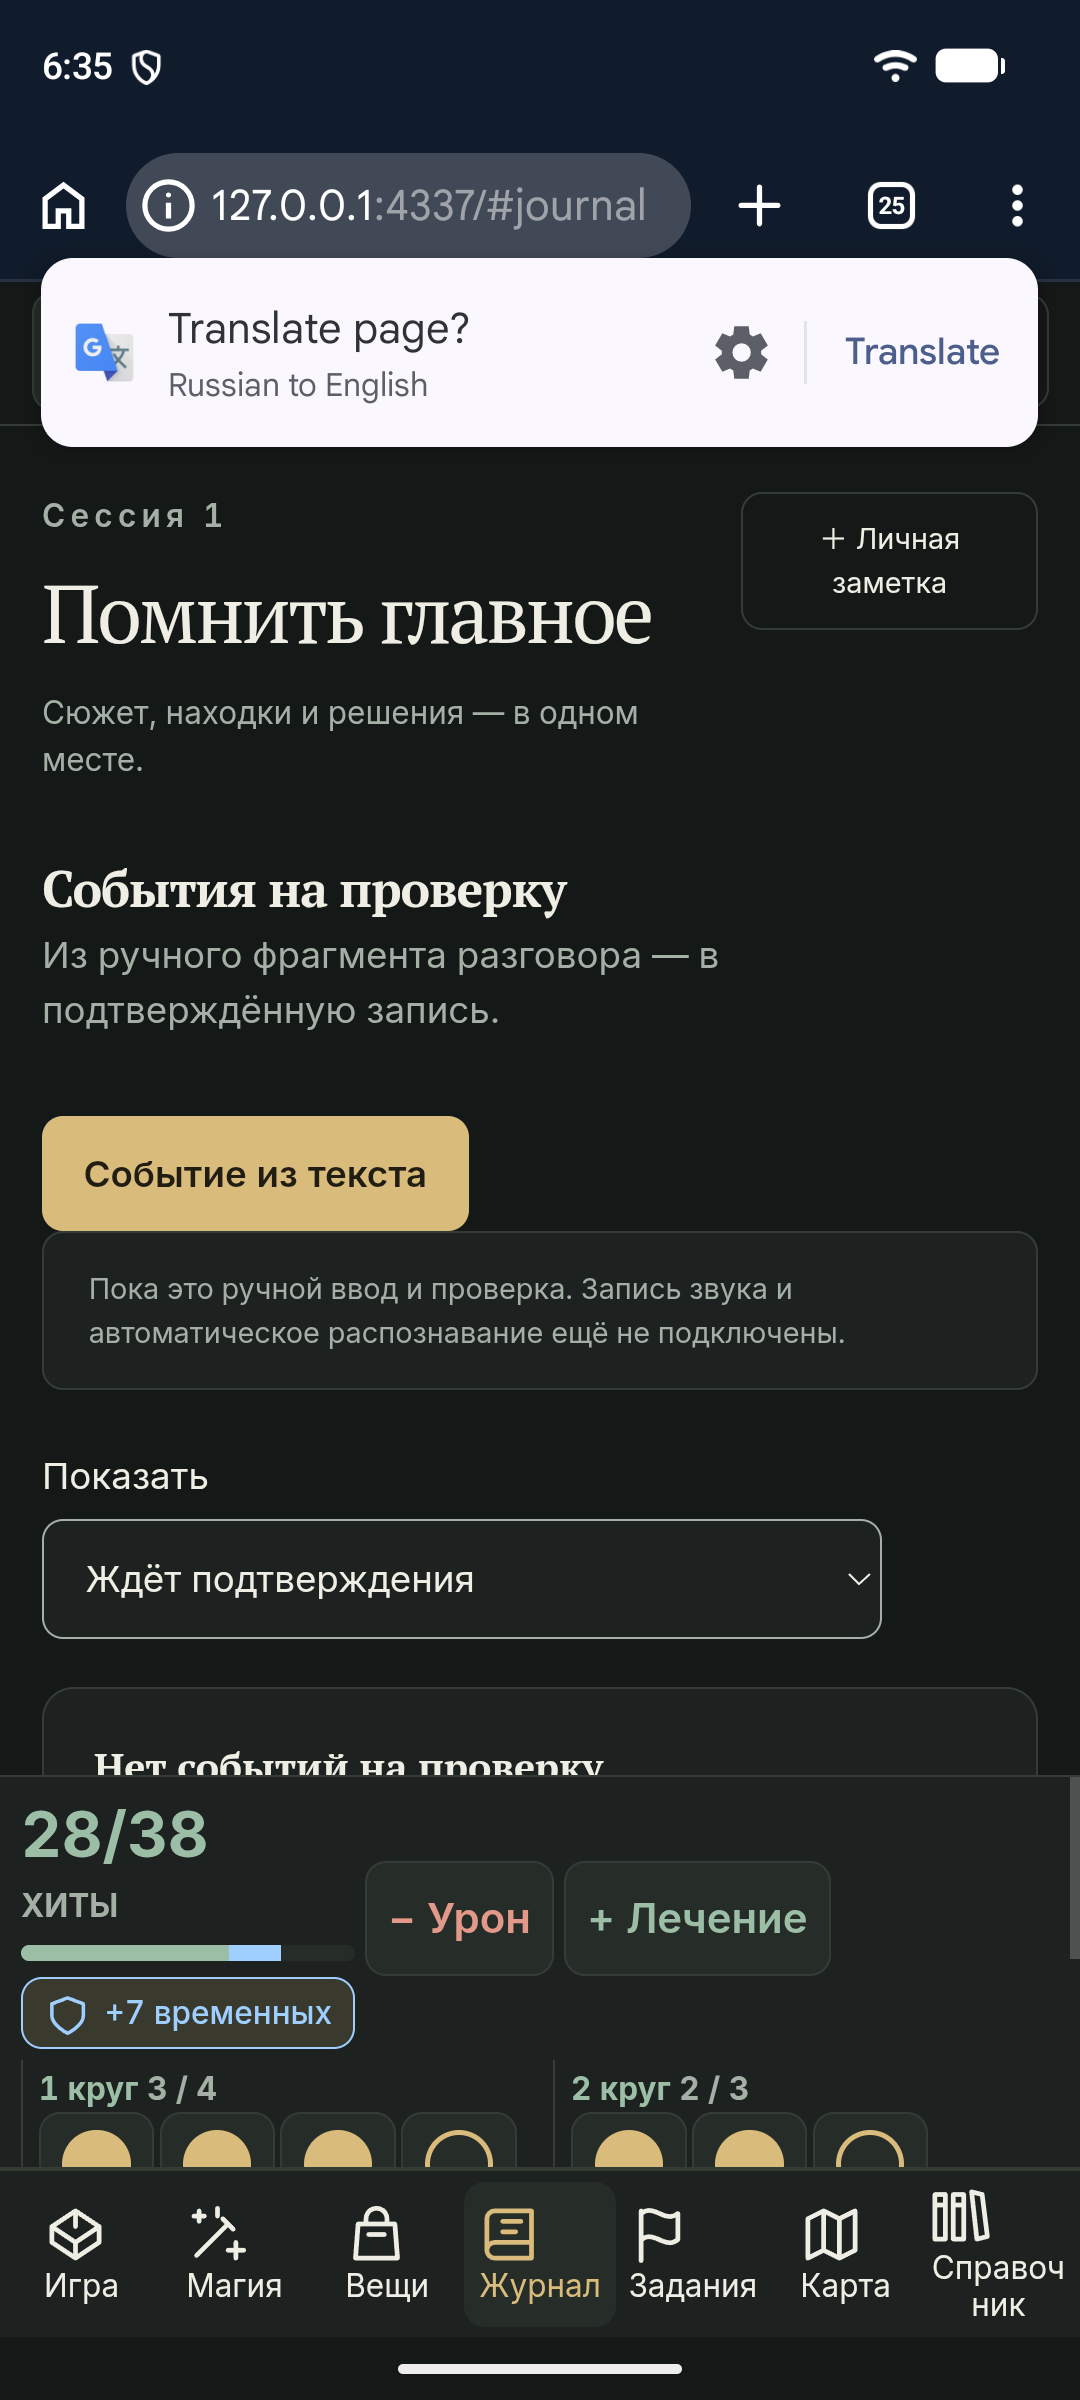 6:35
127.0.0.1:4337/#journal
25
Translate page?
Russian to English
Translate
Сессия 1
+ Личная
заметка
Помнить главное
Сюжет, находки и решения — в одном
месте.
События на проверку
Из ручного фрагмента разговора — в
подтверждённую запись.
Событие из текста
Пока это ручной ввод и проверка. Запись звука и
автоматическое распознавание ещё не подключены.
Показать
Ждёт подтверждения
Нет событий на проверку
28/38
ХИТЫ
− Урон
+ Лечение
+7 временных
1 круг 3 / 4
2 круг 2 / 3
Игра
Магия
Вещи
Журнал
Задания
Карта
Справоч
ник